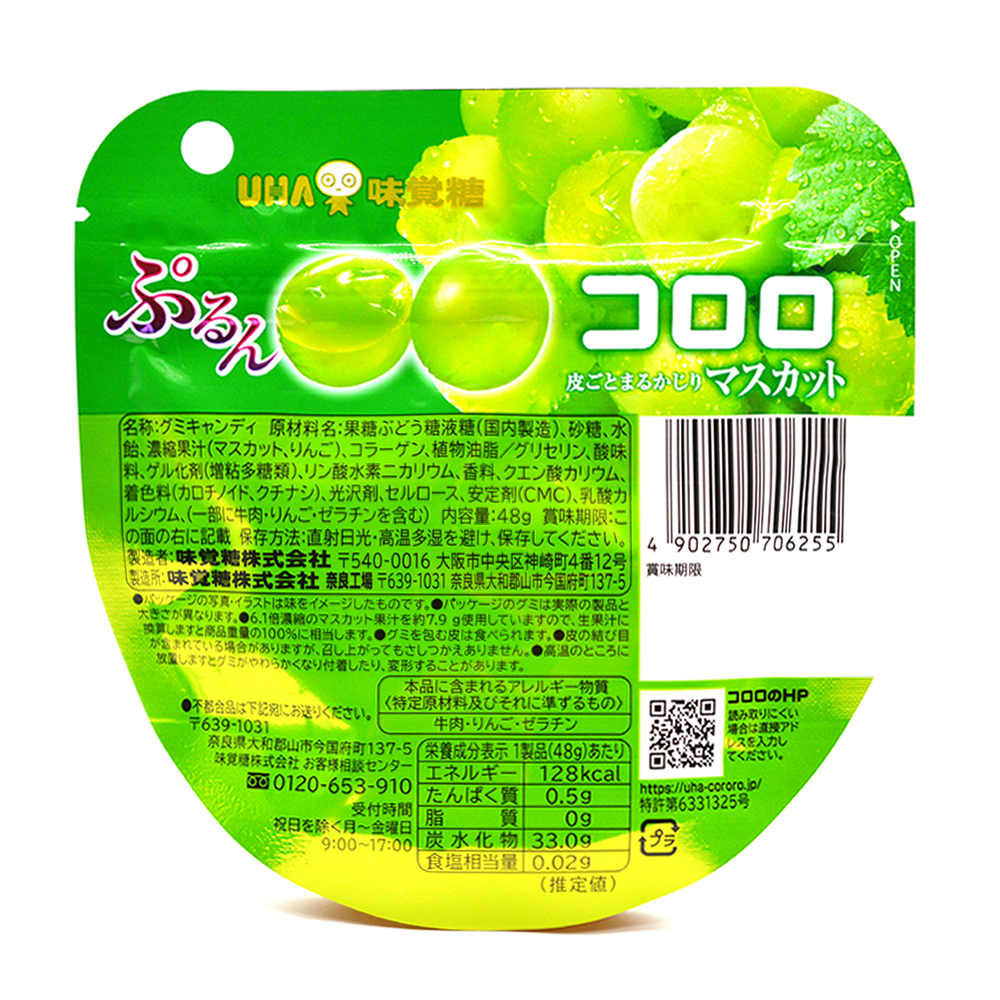 UHA 味覚糖
OPEN
ぷるん
コロロ
皮ごとまるかじり マスカット
名称:グミキャンディ 原材料名:果糖ぶどう糖液糖(国内製造)、砂糖、水
飴、濃縮果汁(マスカット、りんご)、コラーゲン、植物油脂/グリセリン、酸味
料、ゲル化剤(増粘多糖類)、リン酸水素二カリウム、香料、クエン酸カリウム、
着色料(カロチノイド、クチナシ)、光沢剤、セルロース、安定剤(CMC)、乳酸カ
ルシウム、(一部に牛肉・りんご・ゼラチンを含む) 内容量:48g 賞味期限:こ
の面の右に記載 保存方法:直射日光・高温多湿を避け、保存してください。
製造者:味覚糖株式会社 〒540-0016 大阪市中央区神崎町4番12号
製造所:味覚糖株式会社 奈良工場 〒639-1031 奈良県大和郡山市今国府町137-5
●パッケージの写真・イラストは味をイメージしたものです。●パッケージのグミは実際の製品と
大きさが異なります。●6.1倍濃縮のマスカット果汁を約7.9g使用していますので、生果汁に
換算しますと商品重量の100%に相当します。●グミを包む皮は食べられます。●皮の結び目
が含まれている場合がありますが、召し上がってもさしつかえありません。●高温のところに
放置しますとグミがやわらかくなり付着したり、変形することがあります。
4 902750 706255
賞味期限
本品に含まれるアレルギー物質
〈特定原材料及びそれに準ずるもの〉
牛肉・りんご・ゼラチン
●不都合品は下記宛にお送りください。
〒639-1031
奈良県大和郡山市今国府町137-5
味覚糖株式会社 お客様相談センター
0120-653-910
受付時間
祝日を除く月〜金曜日
9:00〜17:00
栄養成分表示 1製品(48g)あたり
エネルギー 128kcal
たんぱく質 0.5g
脂質 0g
炭水化物 33.0g
食塩相当量 0.02g
(推定値)
コロロのHP
読み取りにくい
場合は直接アド
レスを入力し
てください。
https://uha-cororo.jp/
特許第6331325号
プラ